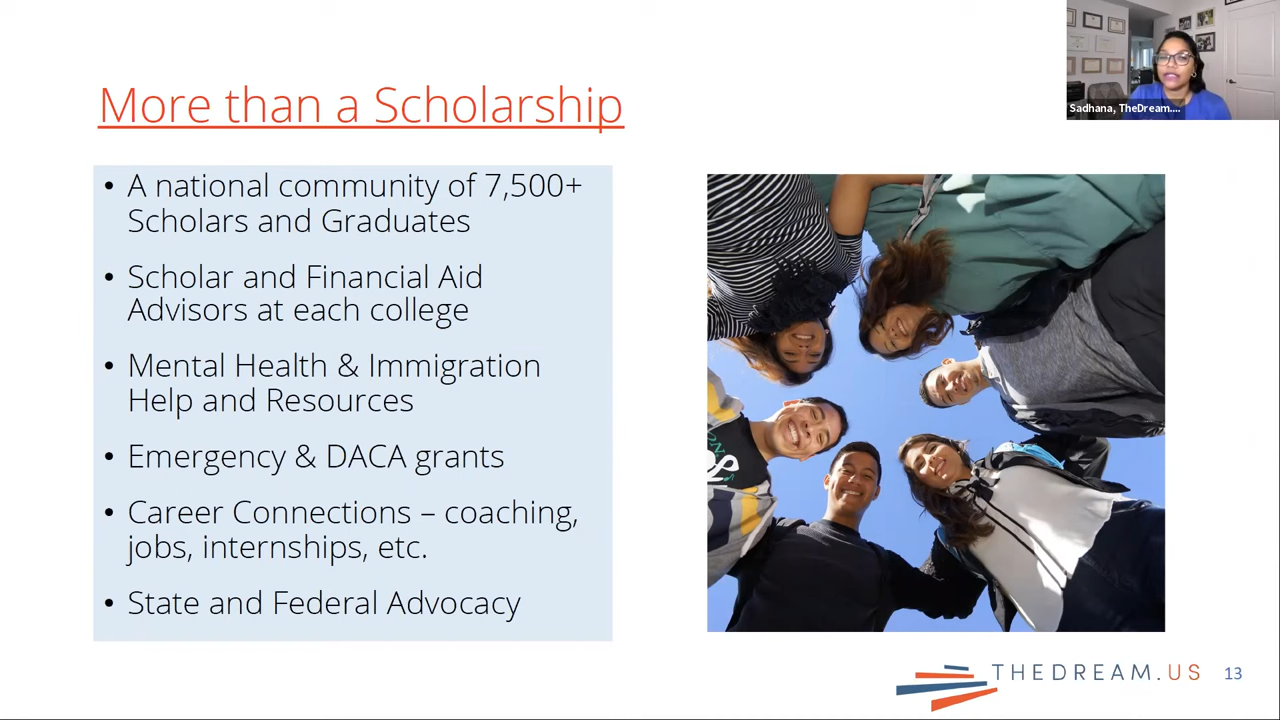 Sadhana, TheDream....
More than a Scholarship
• A national community of 7,500+
Scholars and Graduates
• Scholar and Financial Aid
Advisors at each college
• Mental Health & Immigration
Help and Resources
• Emergency & DACA grants
• Career Connections – coaching,
jobs, internships, etc.
• State and Federal Advocacy
THEDREAM.US
13